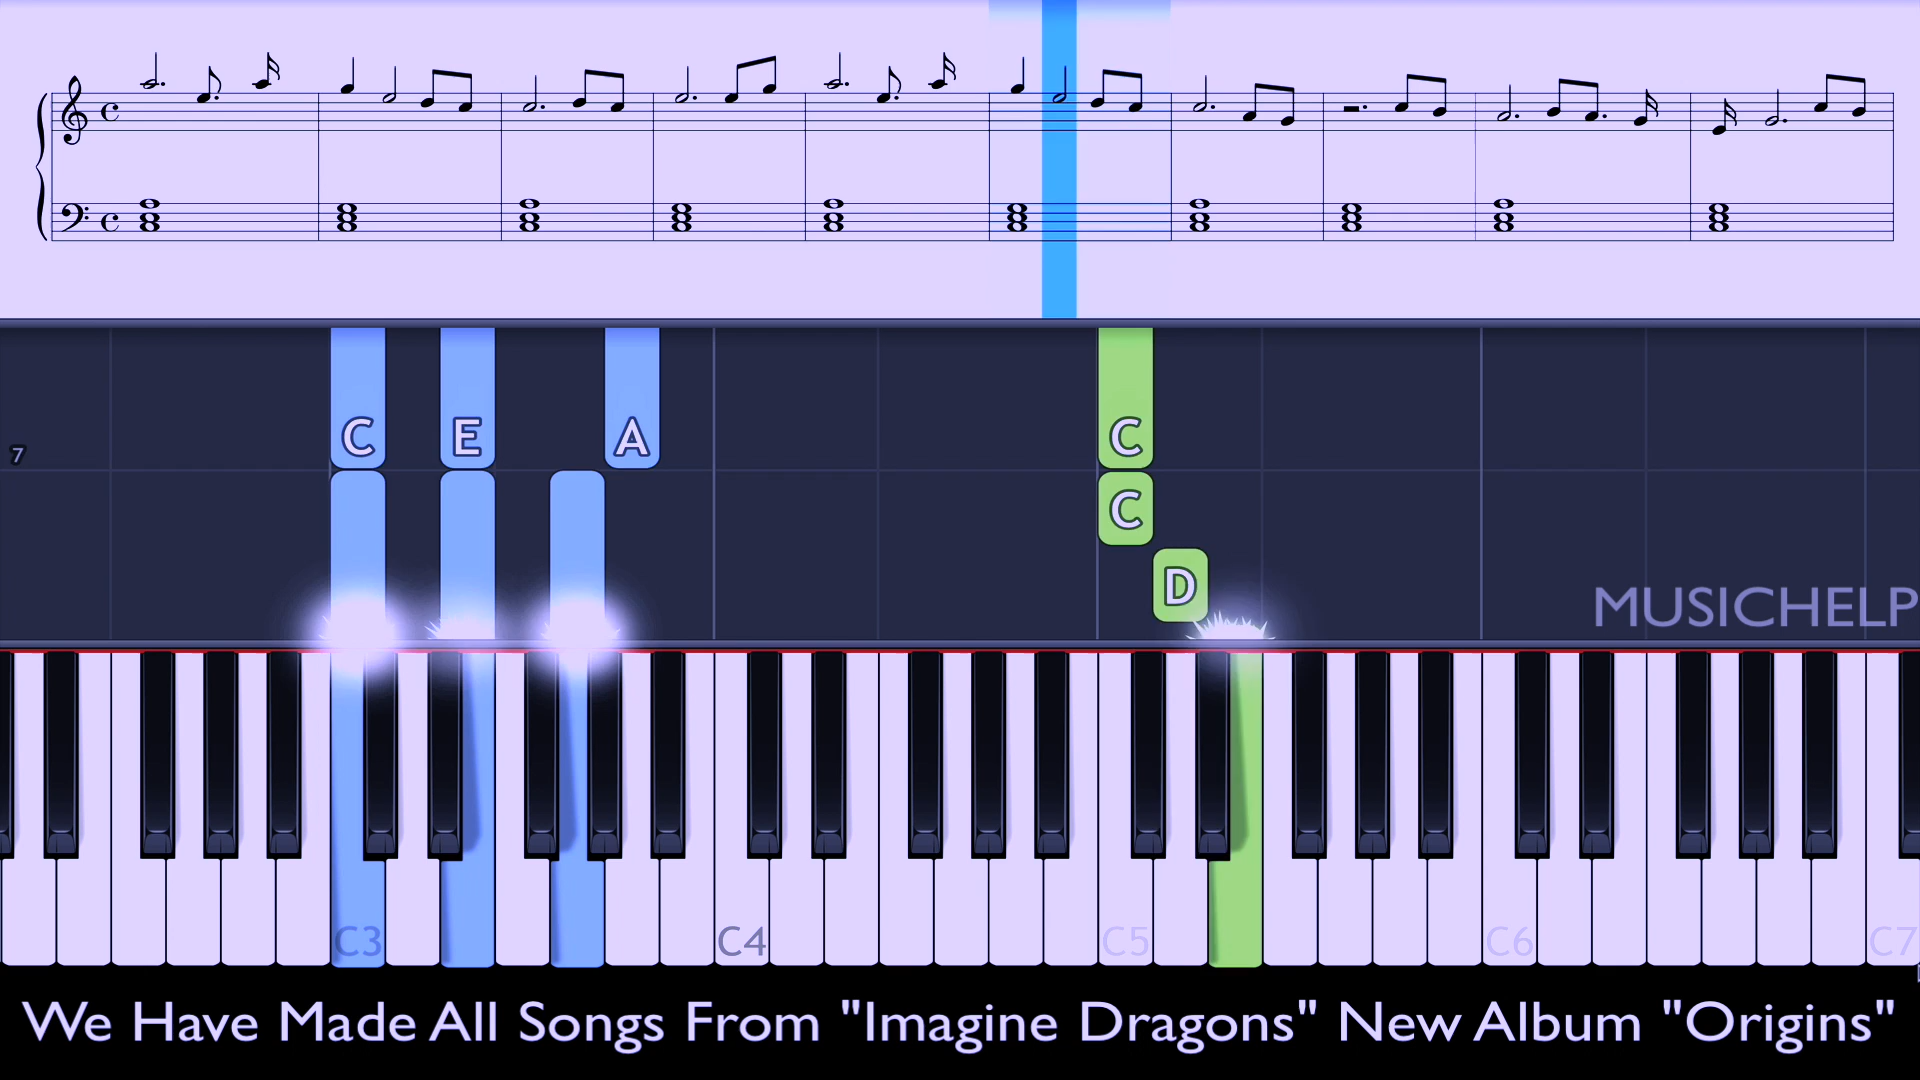 C E A C
7
C
D
MUSICHELP
C3 C4 C5 C6 C7
We Have Made All Songs From "Imagine Dragons" New Album "Origins"